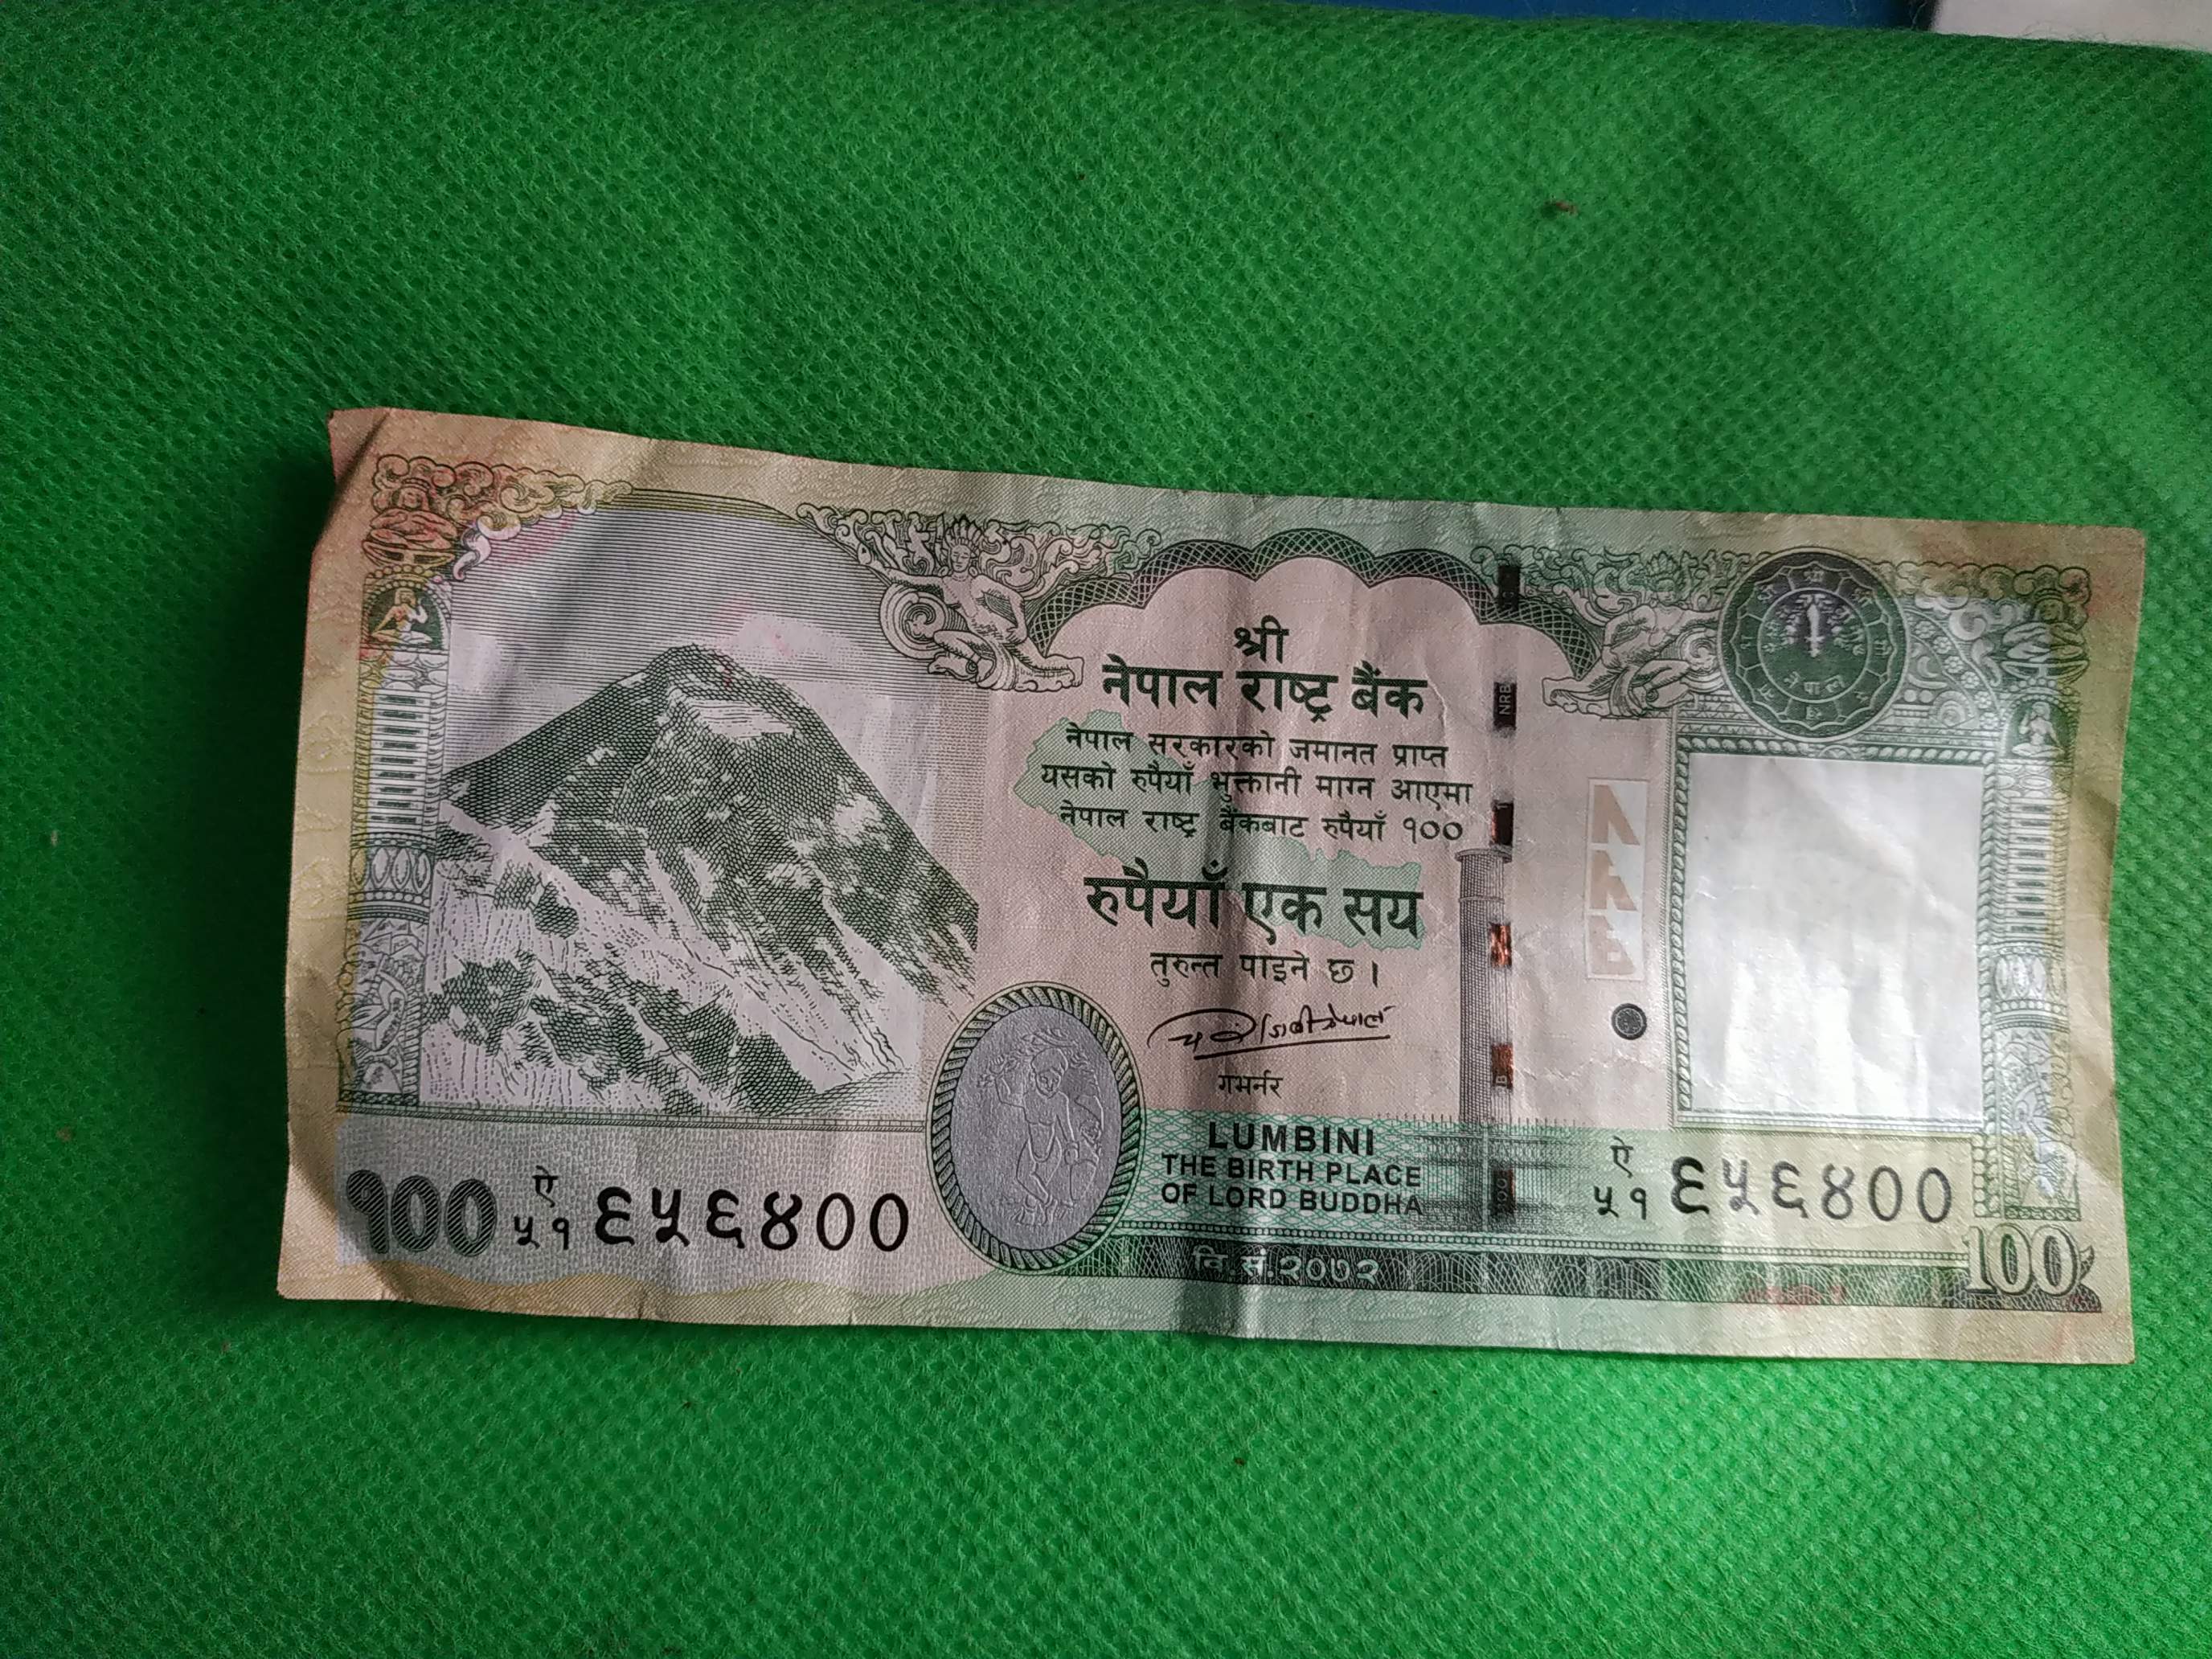 श्री
नेपाल राष्ट्र बैंक
नेपाल सरकारको जमानत प्राप्त
यसको रुपैयाँ भुक्तानी माग्न आएमा
नेपाल राष्ट्र बैंकबाट रुपैयाँ १००
रुपैयाँ एक सय
तुरुन्त पाइने छ ।
गभर्नर
LUMBINI
THE BIRTH PLACE
OF LORD BUDDHA
वि.सं.२०७२
१०० ऐ ५१ ६५६४००
ऐ ५१ ६५६४००
100
NRB
नेपाल